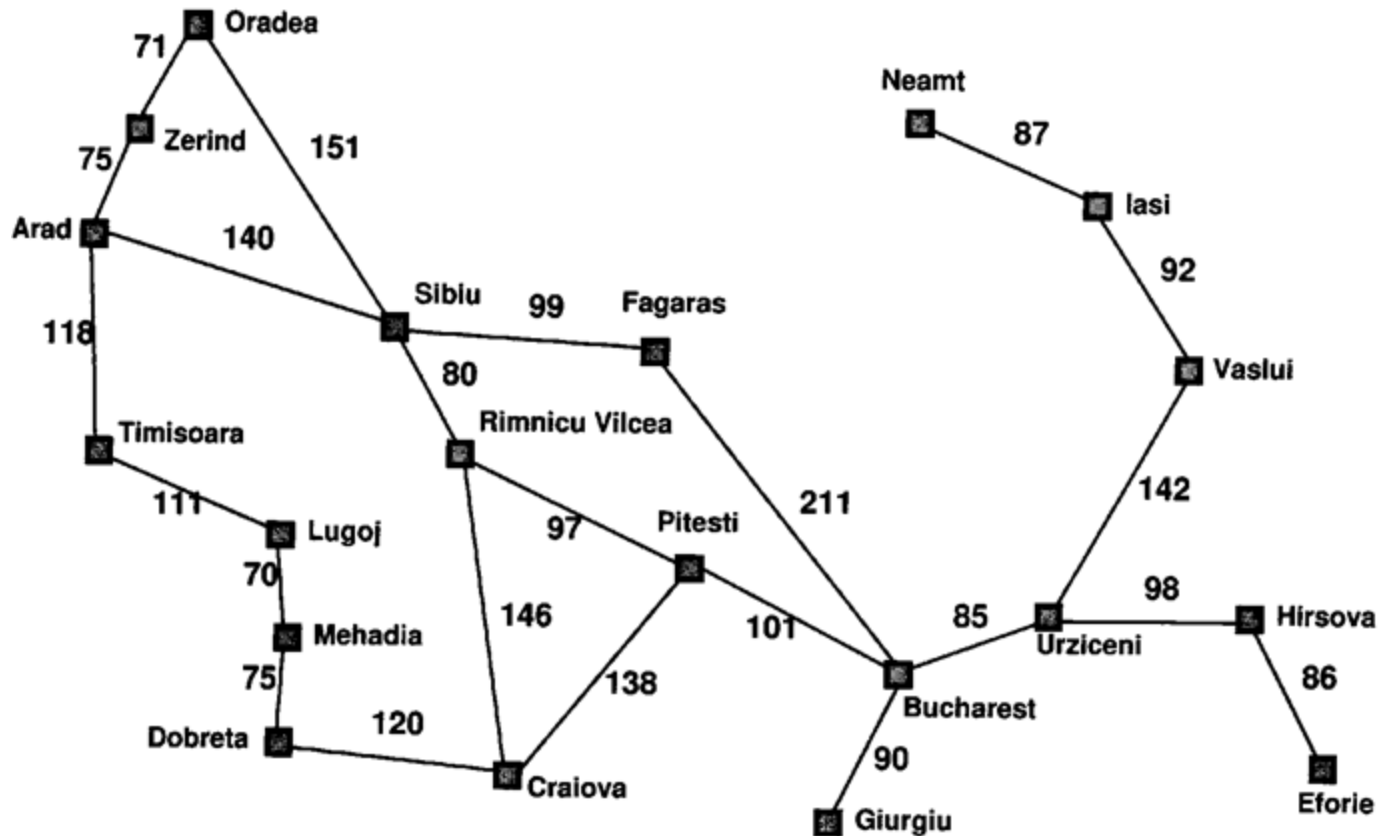 Oradea
71
Neamt
87
Zerind
151
75
Iasi
Arad
140
92
Sibiu
99
Fagaras
118
80
Vaslui
Timisoara
Rimnicu Vilcea
111
211
142
Lugoj
97
Pitesti
70
146
98
Mehadia
101
85
Hirsova
Urziceni
75
138
86
Bucharest
Dobreta
120
90
Craiova
Eforie
Giurgiu